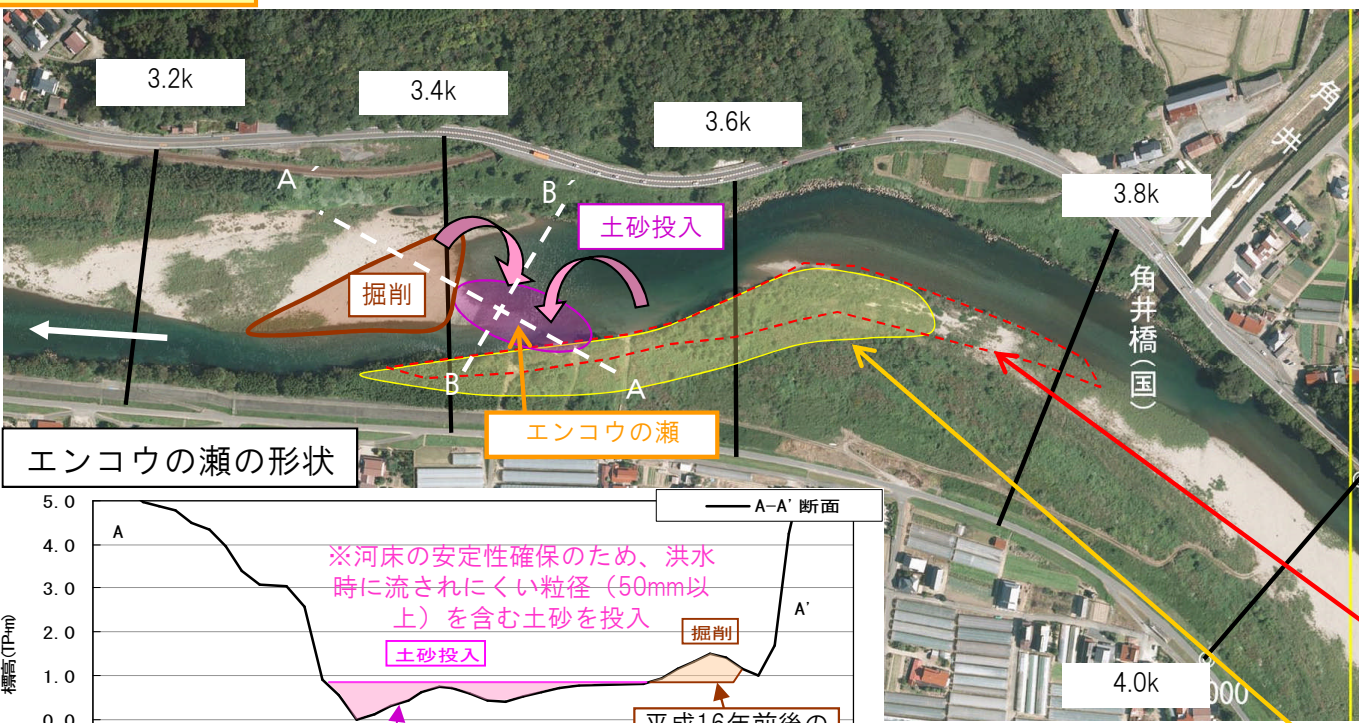 3.2k
3.4k
3.6k
3.8k
4.0k
角井
A´
B´
土砂投入
掘削
角井橋(国)
B
A
エンコウの瀬
エンコウの瀬の形状
5.0
4.0
3.0
2.0
1.0
0.0
標高(TP+m)
A
A-A'断面
※河床の安定性確保のため、洪水
時に流されにくい粒径（50mm以
上）を含む土砂を投入
A'
掘削
土砂投入
平成16年前後の
000